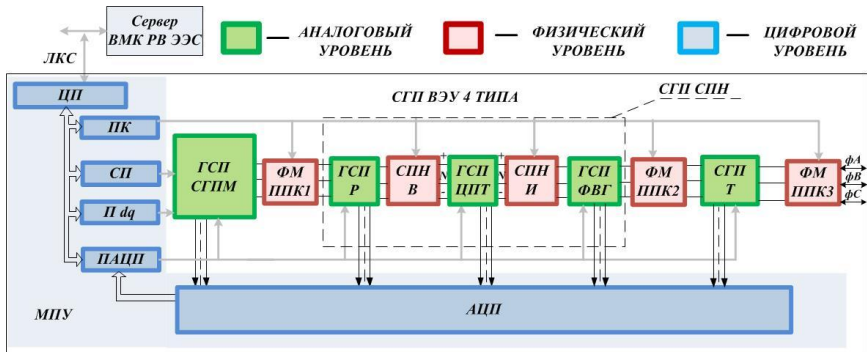 Сервер
ВМК РВ ЭЭС
АНАЛОГОВЫЙ
УРОВЕНЬ
ФИЗИЧЕСКИЙ
УРОВЕНЬ
ЦИФРОВОЙ
УРОВЕНЬ
ЛКС
ЦП
СГП ВЭУ 4 ТИПА
СГП СПН
ПК
СП
П dq
ПАЦП
ГСП
СГПМ
ФМ
ППК1
ГСП
Р
СПН
В
+
N
-
ГСП
ЦПТ
+
N
-
СПН
И
ГСП
ФВГ
ФМ
ППК2
СГП
Т
ФМ
ППК3
фА
фВ
фС
МПУ
АЦП